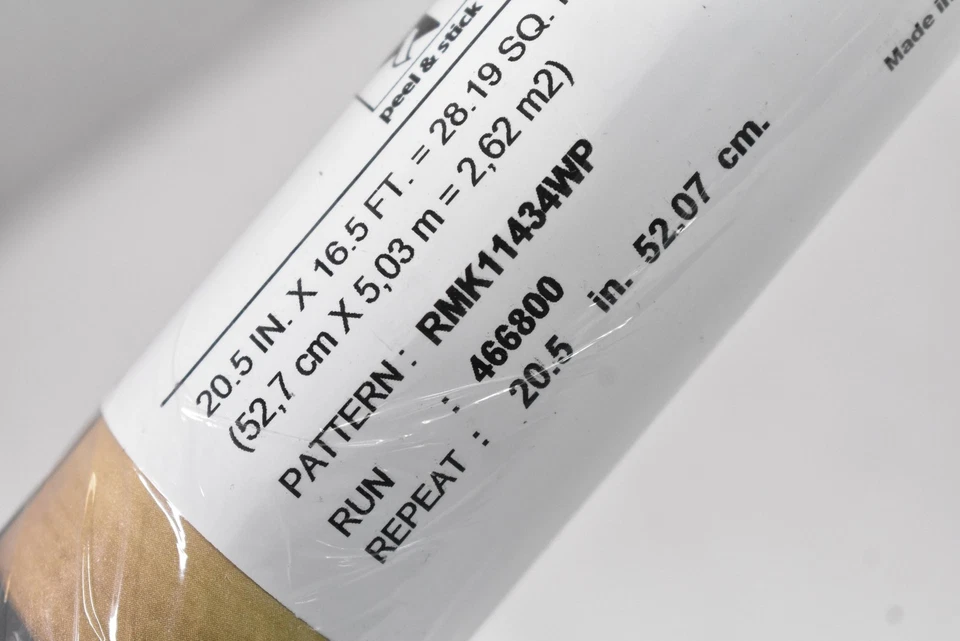 peel & stick
20.5 IN. X 16.5 FT. = 28.19 SQ.
(52,7 cm X 5,03 m = 2,62 m2)
PATTERN : RMK11434WP
RUN : 466800
REPEAT : 20.5 in. 52.07 cm.
Made in